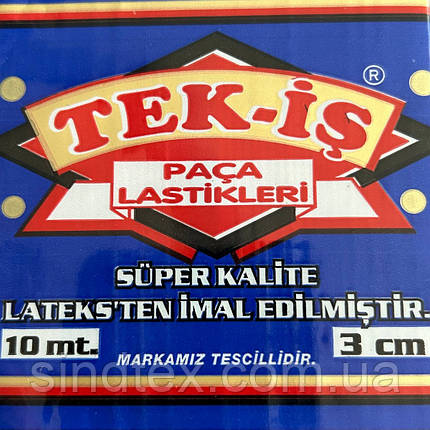 TEK-İŞ ®
PAÇA
LASTİKLERİ
SÜPER KALİTE
LATEKS'TEN İMAL EDİLMİŞTİR.
10 mt. MARKAMIZ TESCİLLİDİR. 3 cm
sindtex.com.ua